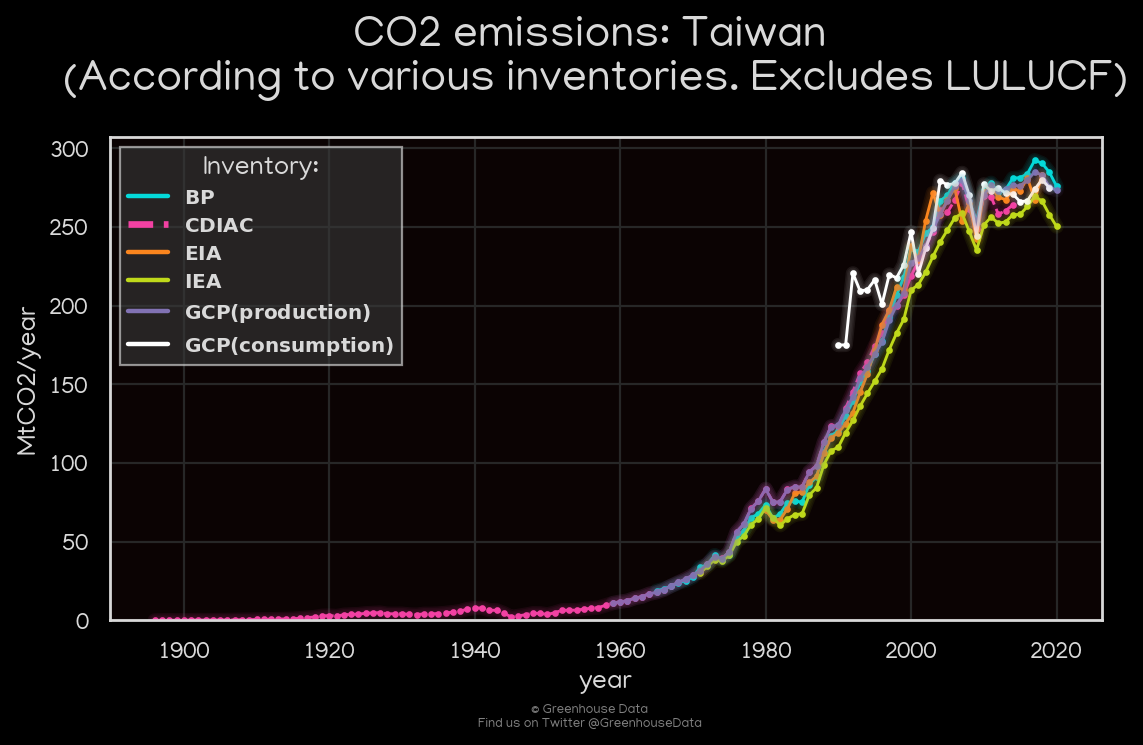 CO2 emissions: Taiwan
(According to various inventories. Excludes LULUCF)
300
250
200
150
100
50
0
MtCO2/year
Inventory:
BP
CDIAC
EIA
IEA
GCP(production)
GCP(consumption)
1900 1920 1940 1960 1980 2000 2020
year
© Greenhouse Data
Find us on Twitter @GreenhouseData